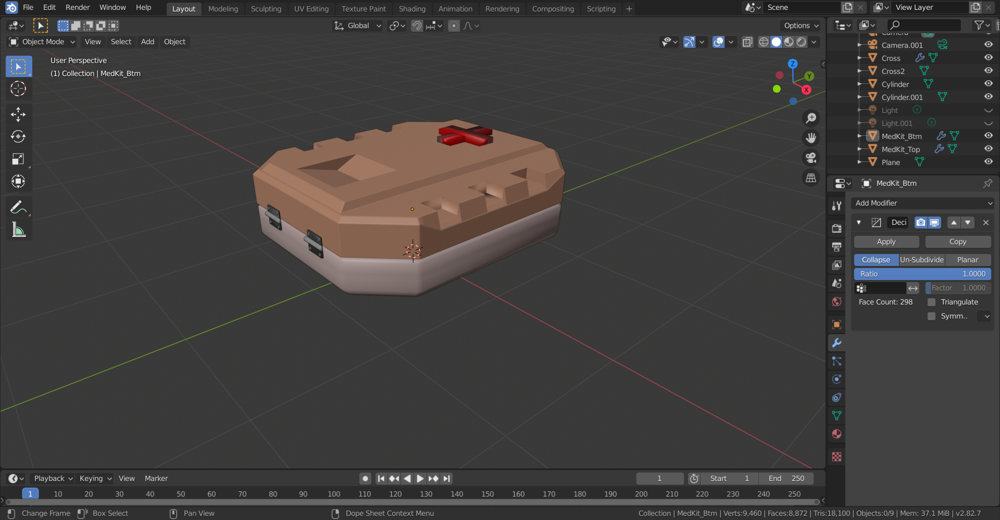 File Edit Render Window Help Layout Modeling Sculpting UV Editing Texture Paint Shading Animation Rendering Compositing Scripting + Scene View Layer
Global Options
Object Mode View Select Add Object
User Perspective
(1) Collection | MedKit_Btm
Z
Y
X
Camera
Camera.001
Cross
Cross2
Cylinder
Cylinder.001
Light
Light.001
MedKit_Btm
MedKit_Top
Plane
MedKit_Btm
Add Modifier
Deci
Apply Copy
Collapse Un-Subdivide Planar
Ratio 1.0000
Factor 1.0000
Face Count: 298 Triangulate
Symm..
Playback Keying View Marker 1 Start 1 End 250
1 10 20 30 40 50 60 70 80 90 100 110 120 130 140 150 160 170 180 190 200 210 220 230 240 250
Change Frame Box Select Pan View Dope Sheet Context Menu Collection | MedKit_Btm | Verts:9,460 | Faces:8,872 | Tris:18,100 | Objects:0/9 | Mem: 37.1 MiB | v2.82.7